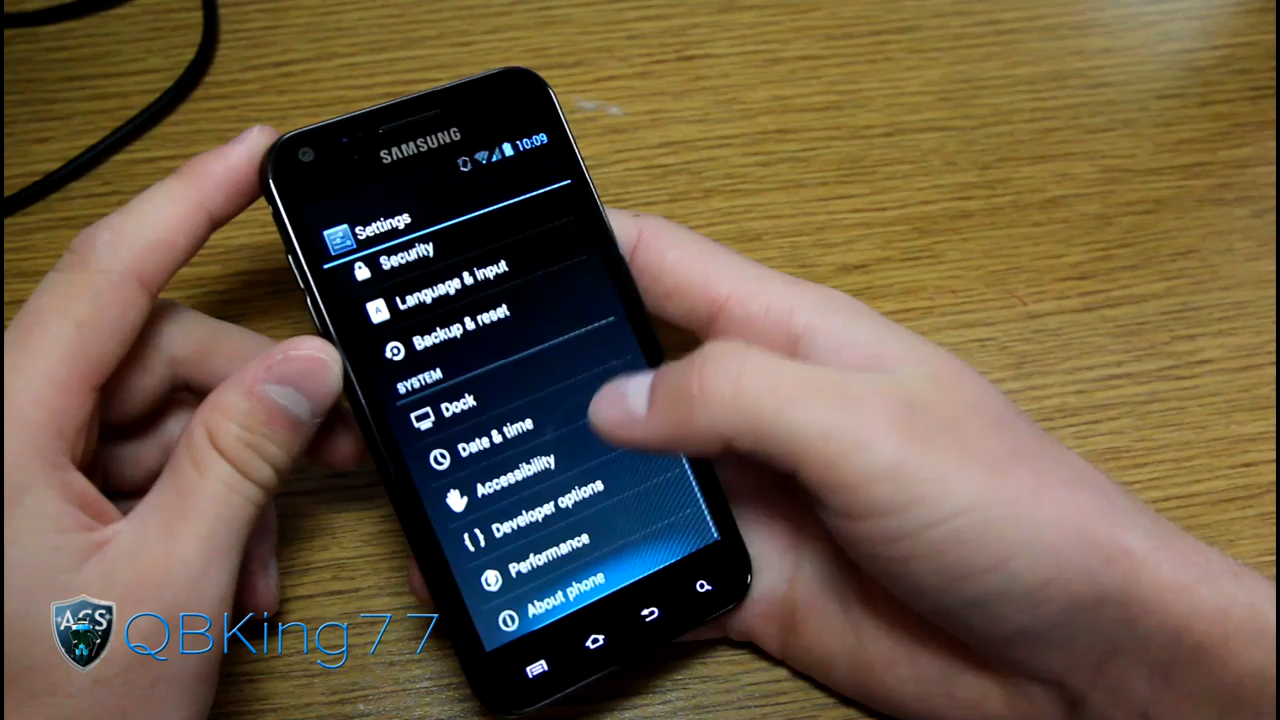 SAMSUNG
10:09
Settings
Security
Language & input
A
Backup & reset
SYSTEM
Dock
Date & time
Accessibility
{ } Developer options
Performance
About phone
ACS QBKing77